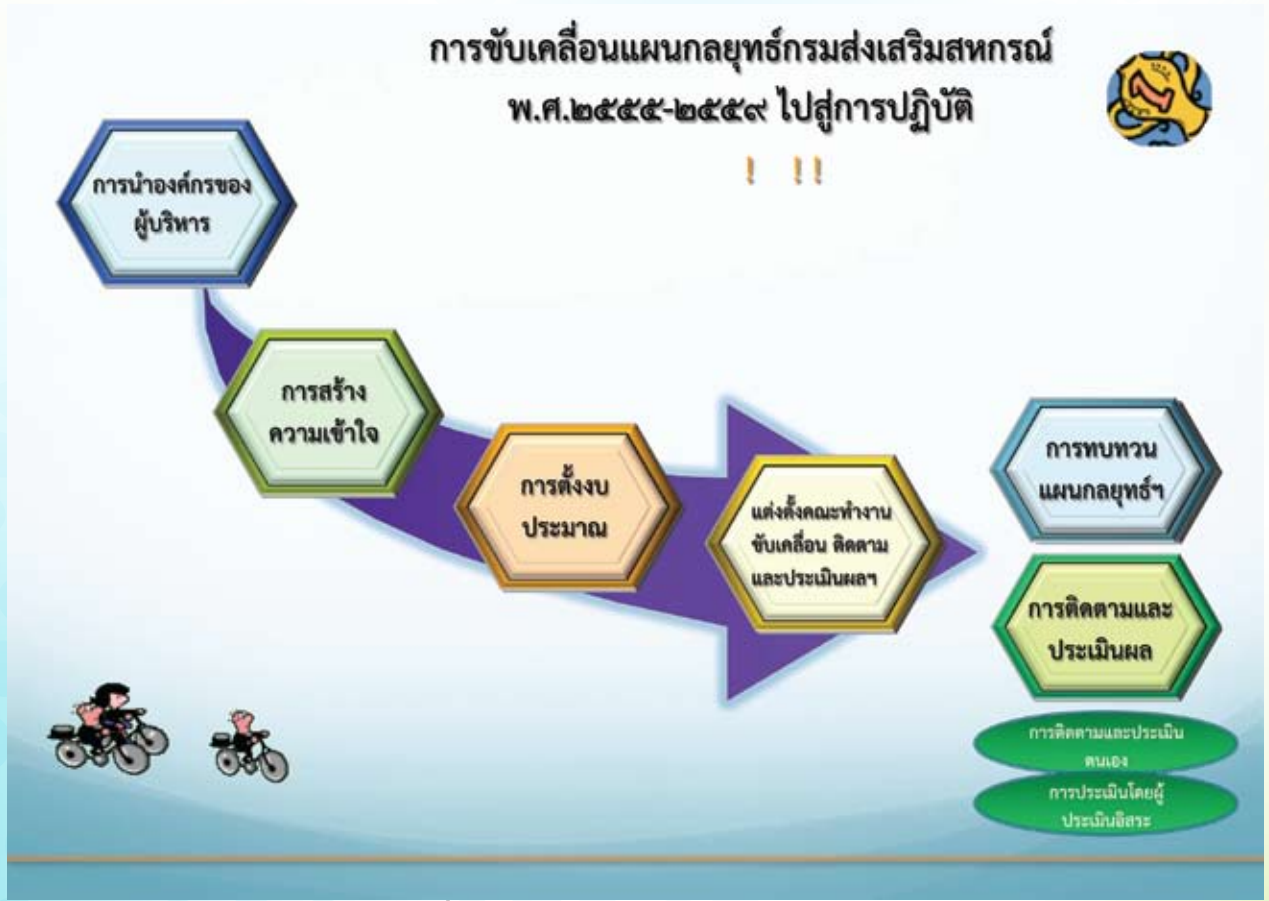 การขับเคลื่อนแผนกลยุทธ์กรมส่งเสริมสหกรณ์
พ.ศ.๒๕๕๕-๒๕๕๙ ไปสู่การปฏิบัติ
! !!
การนำองค์กรของ
ผู้บริหาร
การสร้าง
ความเข้าใจ
การตั้งงบ
ประมาณ
แต่งตั้งคณะทำงาน
ขับเคลื่อน ติดตาม
และประเมินผลฯ
การทบทวน
แผนกลยุทธ์ฯ
การติดตามและ
ประเมินผล
การติดตามและประเมิน
ตนเอง
การประเมินโดยผู้
ประเมินอิสระ